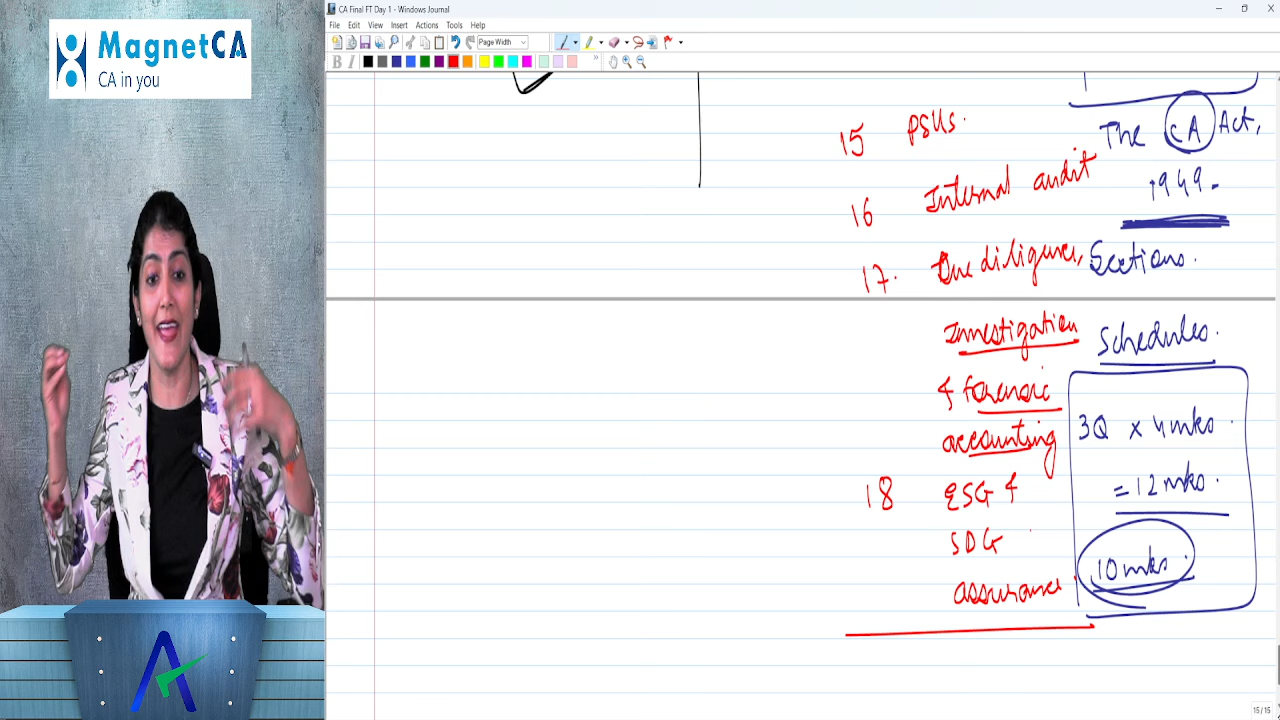 MagnetCA
CA in you
CA Final FT Day 1 - Windows Journal
File Edit View Insert Actions Tools Help
Page Width
B I
15 PSUs.
16 Internal audit
17. Due diligence,
Investigation
& forensic
accounting
18 ESG &
SDG
assurance.
The CA Act,
1949.
Sections.
Schedules.
3Q x 4mks.
= 12 mks.
10 mks.
15 / 15